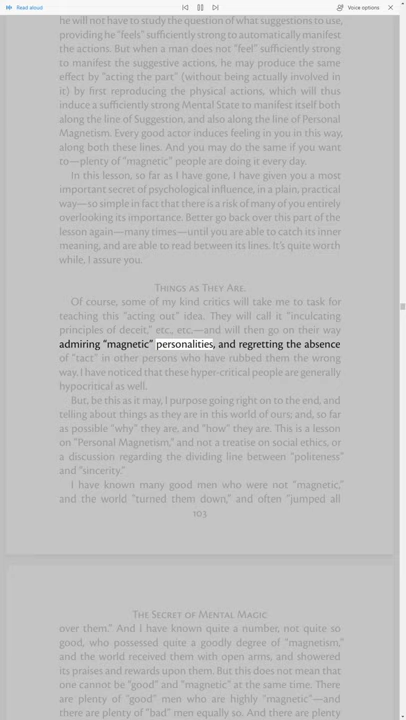 Read aloud
Voice options
he will not have to study the question of what suggestions to use,
providing he "feels" sufficiently strong to automatically manifest
the actions. But when a man does not "feel" sufficiently strong
to manifest the suggestive actions, he may produce the same
effect by "acting the part" (without being actually involved in
it) by first reproducing the physical actions, which will thus
induce a sufficiently strong Mental State to manifest itself both
along the line of Suggestion, and also along the line of Personal
Magnetism. Every good actor induces feeling in you in this way,
along both these lines. And you may do the same if you want
to—plenty of "magnetic" people are doing it every day.
In this lesson, so far as I have gone, I have given you a most
important secret of psychological influence, in a plain, practical
way—so simple in fact that there is a risk of many of you entirely
overlooking its importance. Better go back over this part of the
lesson again—many times—until you are able to catch its inner
meaning, and are able to read between its lines. It's quite worth
while, I assure you.
Things as They Are.
Of course, some of my kind critics will take me to task for
teaching this "acting out" idea. They will call it "inculcating
principles of deceit," etc., etc.—and will then go on their way
admiring "magnetic" personalities, and regretting the absence
of "tact" in other persons who have rubbed them the wrong
way. I have noticed that these hyper-critical people are generally
hypocritical as well.
But, be this as it may, I purpose going right on to the end, and
telling about things as they are in this world of ours; and, so far
as possible "why" they are, and "how" they are. This is a lesson
on "Personal Magnetism," and not a treatise on social ethics, or
a discussion regarding the dividing line between "politeness"
and "sincerity."
I have known many good men who were not "magnetic,"
and the world "turned them down," and often "jumped all
103
The Secret of Mental Magic
over them." And I have known quite a number, not quite so
good, who possessed quite a goodly degree of "magnetism,"
and the world received them with open arms, and showered
its praises and rewards upon them. But this does not mean that
one cannot be "good" and "magnetic" at the same time. There
are plenty of "good" men who are highly "magnetic"—and
there are plenty of "bad" men equally so. And there are plenty